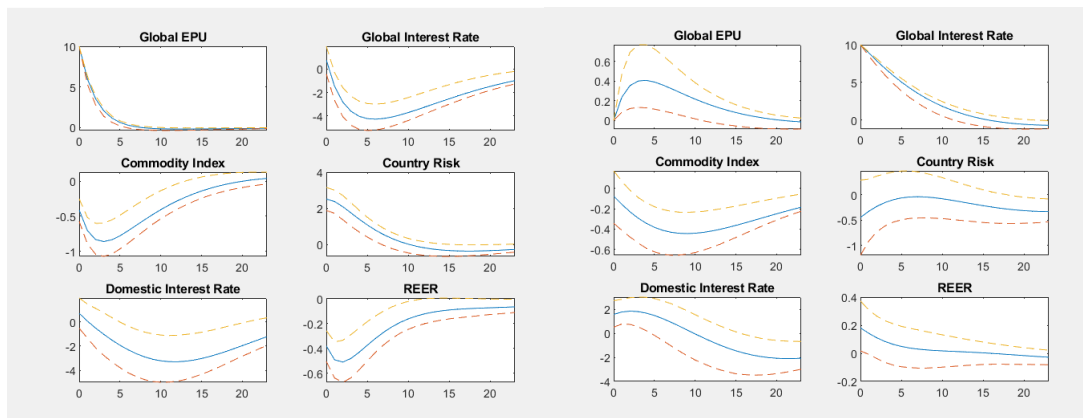 Global EPU
10
5
0
0 5 10 15 20
Global Interest Rate
0
-2
-4
0 5 10 15 20
Commodity Index
0
-0.5
-1
0 5 10 15 20
Country Risk
4
2
0
0 5 10 15 20
Domestic Interest Rate
0
-2
-4
0 5 10 15 20
REER
0
-0.2
-0.4
-0.6
0 5 10 15 20
Global EPU
0.6
0.4
0.2
0
0 5 10 15 20
Global Interest Rate
10
5
0
0 5 10 15 20
Commodity Index
0
-0.2
-0.4
-0.6
0 5 10 15 20
Country Risk
0
-0.5
-1
0 5 10 15 20
Domestic Interest Rate
2
0
-2
-4
0 5 10 15 20
REER
0.4
0.2
0
-0.2
0 5 10 15 20